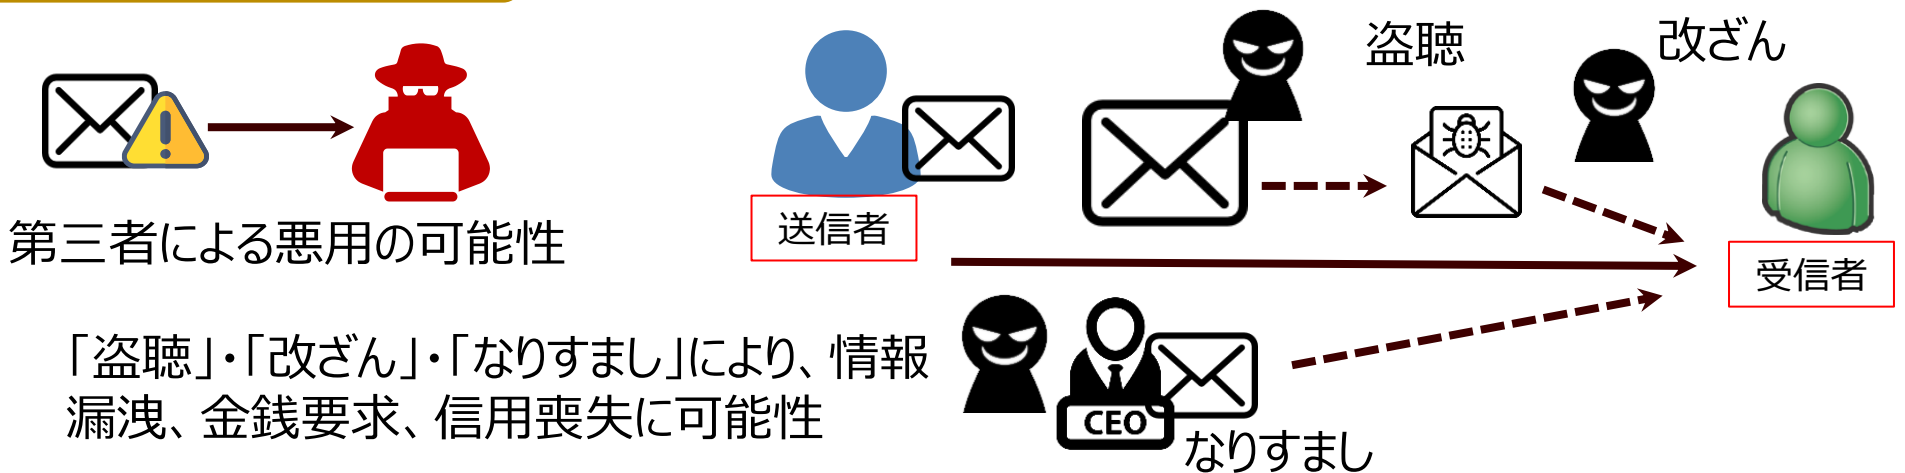 盗聴
改ざん
第三者による悪用の可能性
送信者
受信者
「盗聴」・「改ざん」・「なりすまし」により、情報
漏洩、金銭要求、信用喪失に可能性
CEO
なりすまし